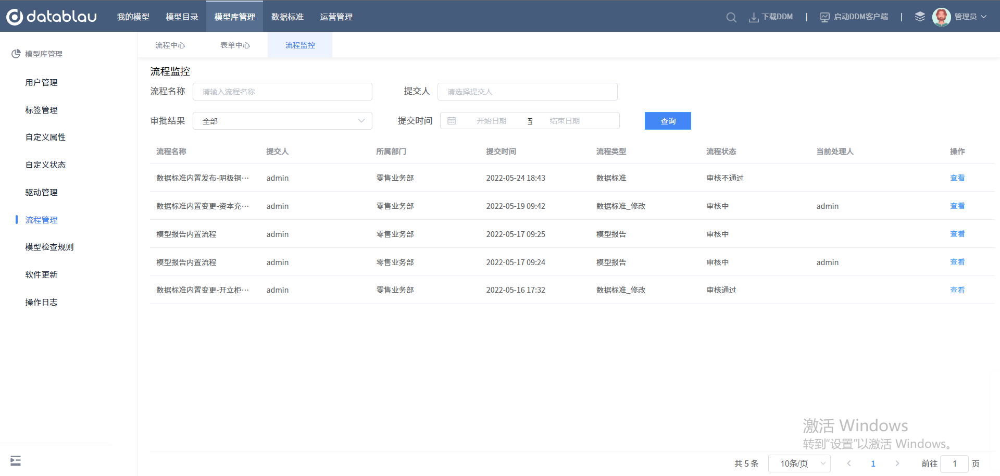 datablau 我的模型 模型目录 模型库管理 数据标准 运营管理 下载DDM | 启动DDM客户端 | 管理员
模型库管理
用户管理
标签管理
自定义属性
自定义状态
驱动管理
流程管理
模型检查规则
软件更新
操作日志
流程中心 表单中心 流程监控
流程监控
流程名称 请输入流程名称 提交人 请选择提交人
审批结果 全部 提交时间 开始日期 至 结束日期 查询
流程名称 提交人 所属部门 提交时间 流程类型 流程状态 当前处理人 操作
数据标准内置发布-阴极铜… admin 零售业务部 2022-05-24 18:43 数据标准 审核不通过 查看
数据标准内置变更-资本充… admin 零售业务部 2022-05-19 09:42 数据标准_修改 审核中 admin 查看
模型报告内置流程 admin 零售业务部 2022-05-17 09:25 模型报告 审核中 查看
模型报告内置流程 admin 零售业务部 2022-05-17 09:24 模型报告 审核中 admin 查看
数据标准内置变更-开立柜… admin 零售业务部 2022-05-16 17:32 数据标准_修改 审核通过 查看
激活 Windows
转到“设置”以激活 Windows。
共 5 条 10条/页 1 前往 1 页